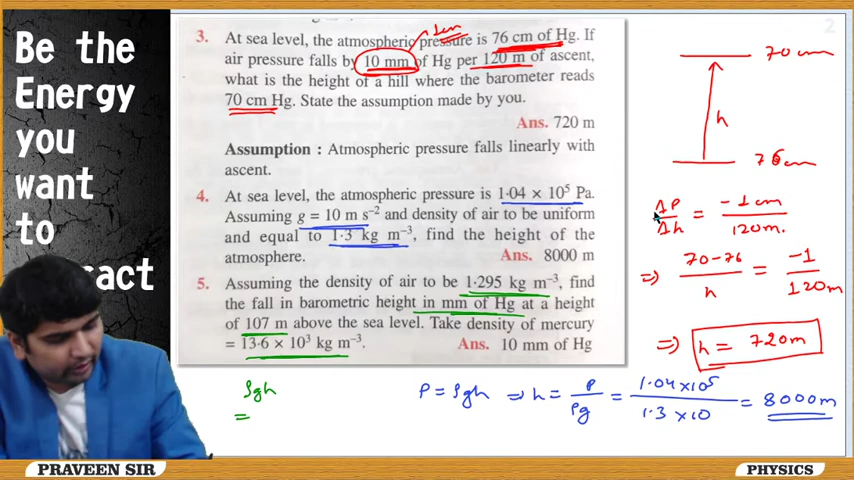 Be the
Energy
you
want
to
ract
2
3. At sea level, the atmospheric pressure is 76 cm of Hg. If
air pressure falls by 10 mm of Hg per 120 m of ascent,
what is the height of a hill where the barometer reads
70 cm Hg. State the assumption made by you.
Ans. 720 m
Assumption : Atmospheric pressure falls linearly with
ascent.
4. At sea level, the atmospheric pressure is 1·04 × 10⁵ Pa.
Assuming g = 10 m s⁻² and density of air to be uniform
and equal to 1·3 kg m⁻³, find the height of the
atmosphere.
Ans. 8000 m
5. Assuming the density of air to be 1·295 kg m⁻³, find
the fall in barometric height in mm of Hg at a height
of 107 m above the sea level. Take density of mercury
= 13·6 × 10³ kg m⁻³.
Ans. 10 mm of Hg
1cm
70 cm
h
76 cm
ΔP/Δh = -1 cm/120m.
⇒ 70-76/h = -1/120m
⇒ h = 720m
ρgh
=
P = ρgh ⇒ h = P/ρg = 1.04×10⁵/1.3×10 = 8000m
PRAVEEN SIR
PHYSICS